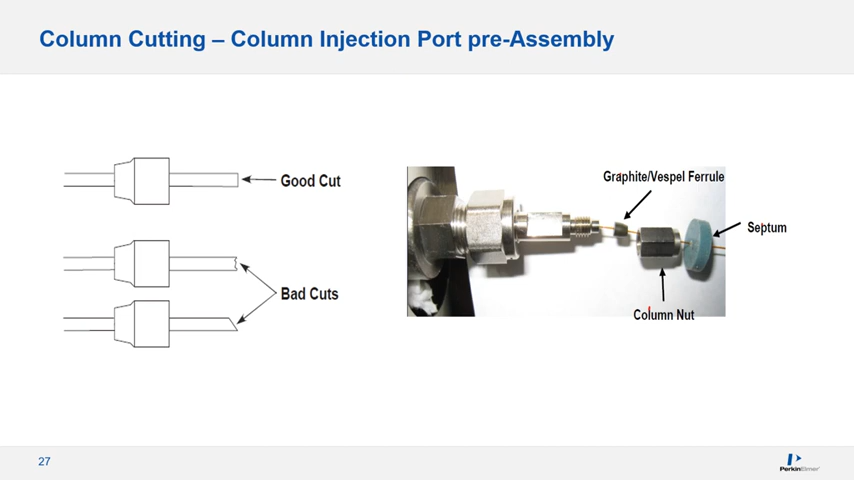 Column Cutting – Column Injection Port pre-Assembly
Good Cut
Bad Cuts
Graphite/Vespel Ferrule
Septum
Column Nut
27
PerkinElmer